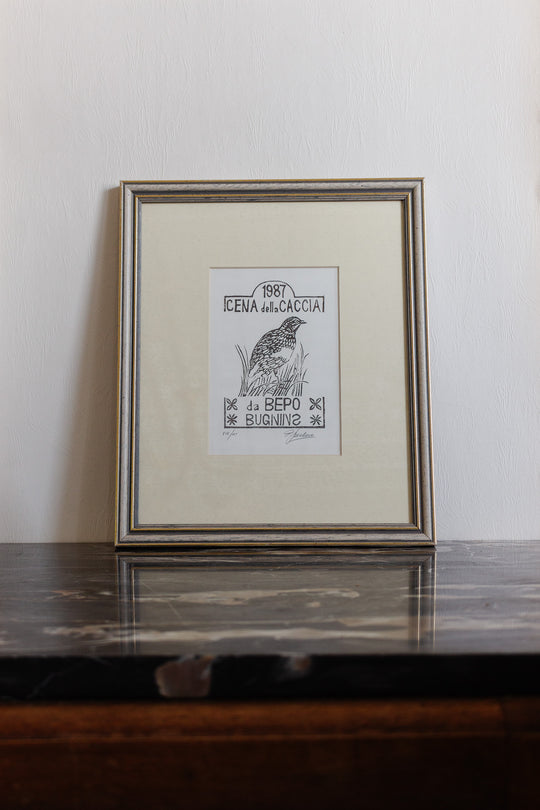 1987
CENA della CACCIA
da BEPO
BUGNINS